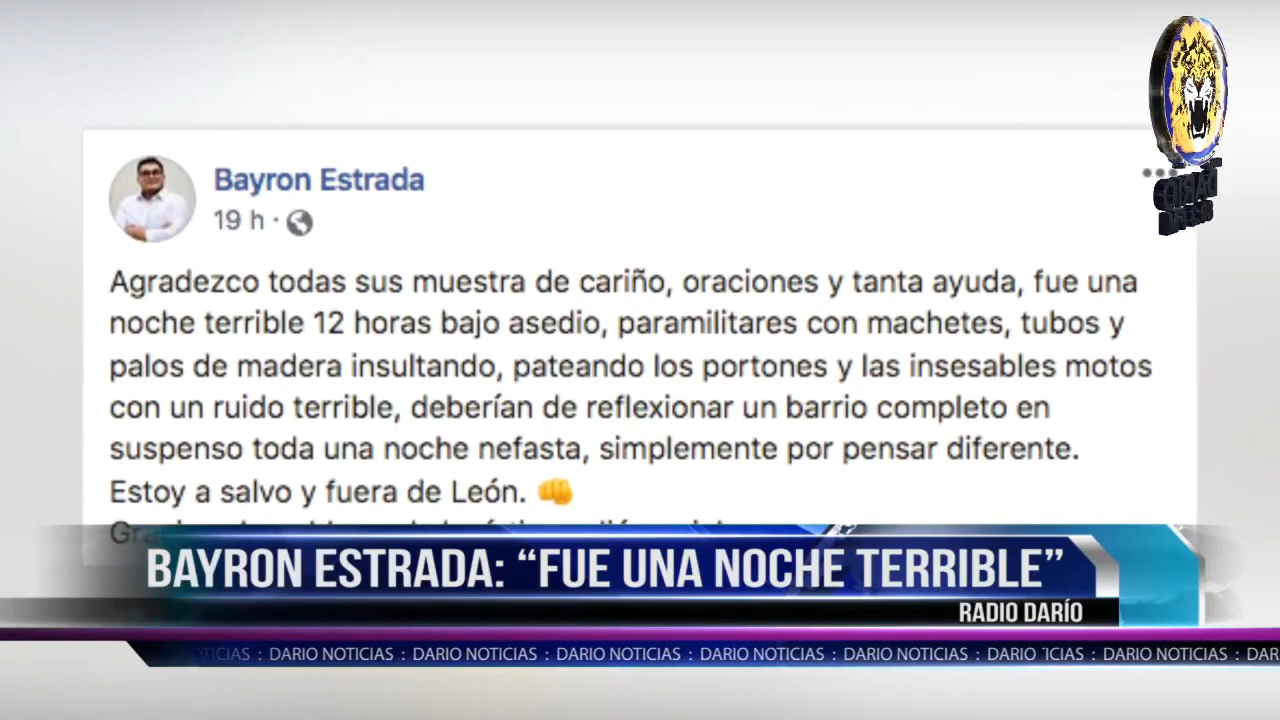 Bayron Estrada
19 h ·
Agradezco todas sus muestra de cariño, oraciones y tanta ayuda, fue una
noche terrible 12 horas bajo asedio, paramilitares con machetes, tubos y
palos de madera insultando, pateando los portones y las insesables motos
con un ruido terrible, deberían de reflexionar un barrio completo en
suspenso toda una noche nefasta, simplemente por pensar diferente.
Estoy a salvo y fuera de León. 👊
BAYRON ESTRADA: “FUE UNA NOCHE TERRIBLE”
RADIO DARÍO
ICIAS : DARIO NOTICIAS : DARIO NOTICIAS : DARIO NOTICIAS : DARIO NOTICIAS : DARIO NOTICIAS : DARIO ICIAS : DARIO NOTICIAS : DAR